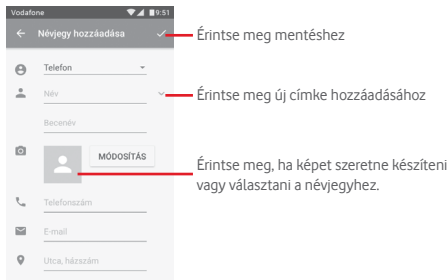 Vodafone 9:51
Névjegy hozzáadása
Érintse meg mentéshez
Telefon
Név
Érintse meg új címke hozzáadásához
Becenév
MÓDOSÍTÁS
Érintse meg, ha képet szeretne készíteni
vagy választani a névjegyhez.
Telefonszám
E-mail
Utca, házszám